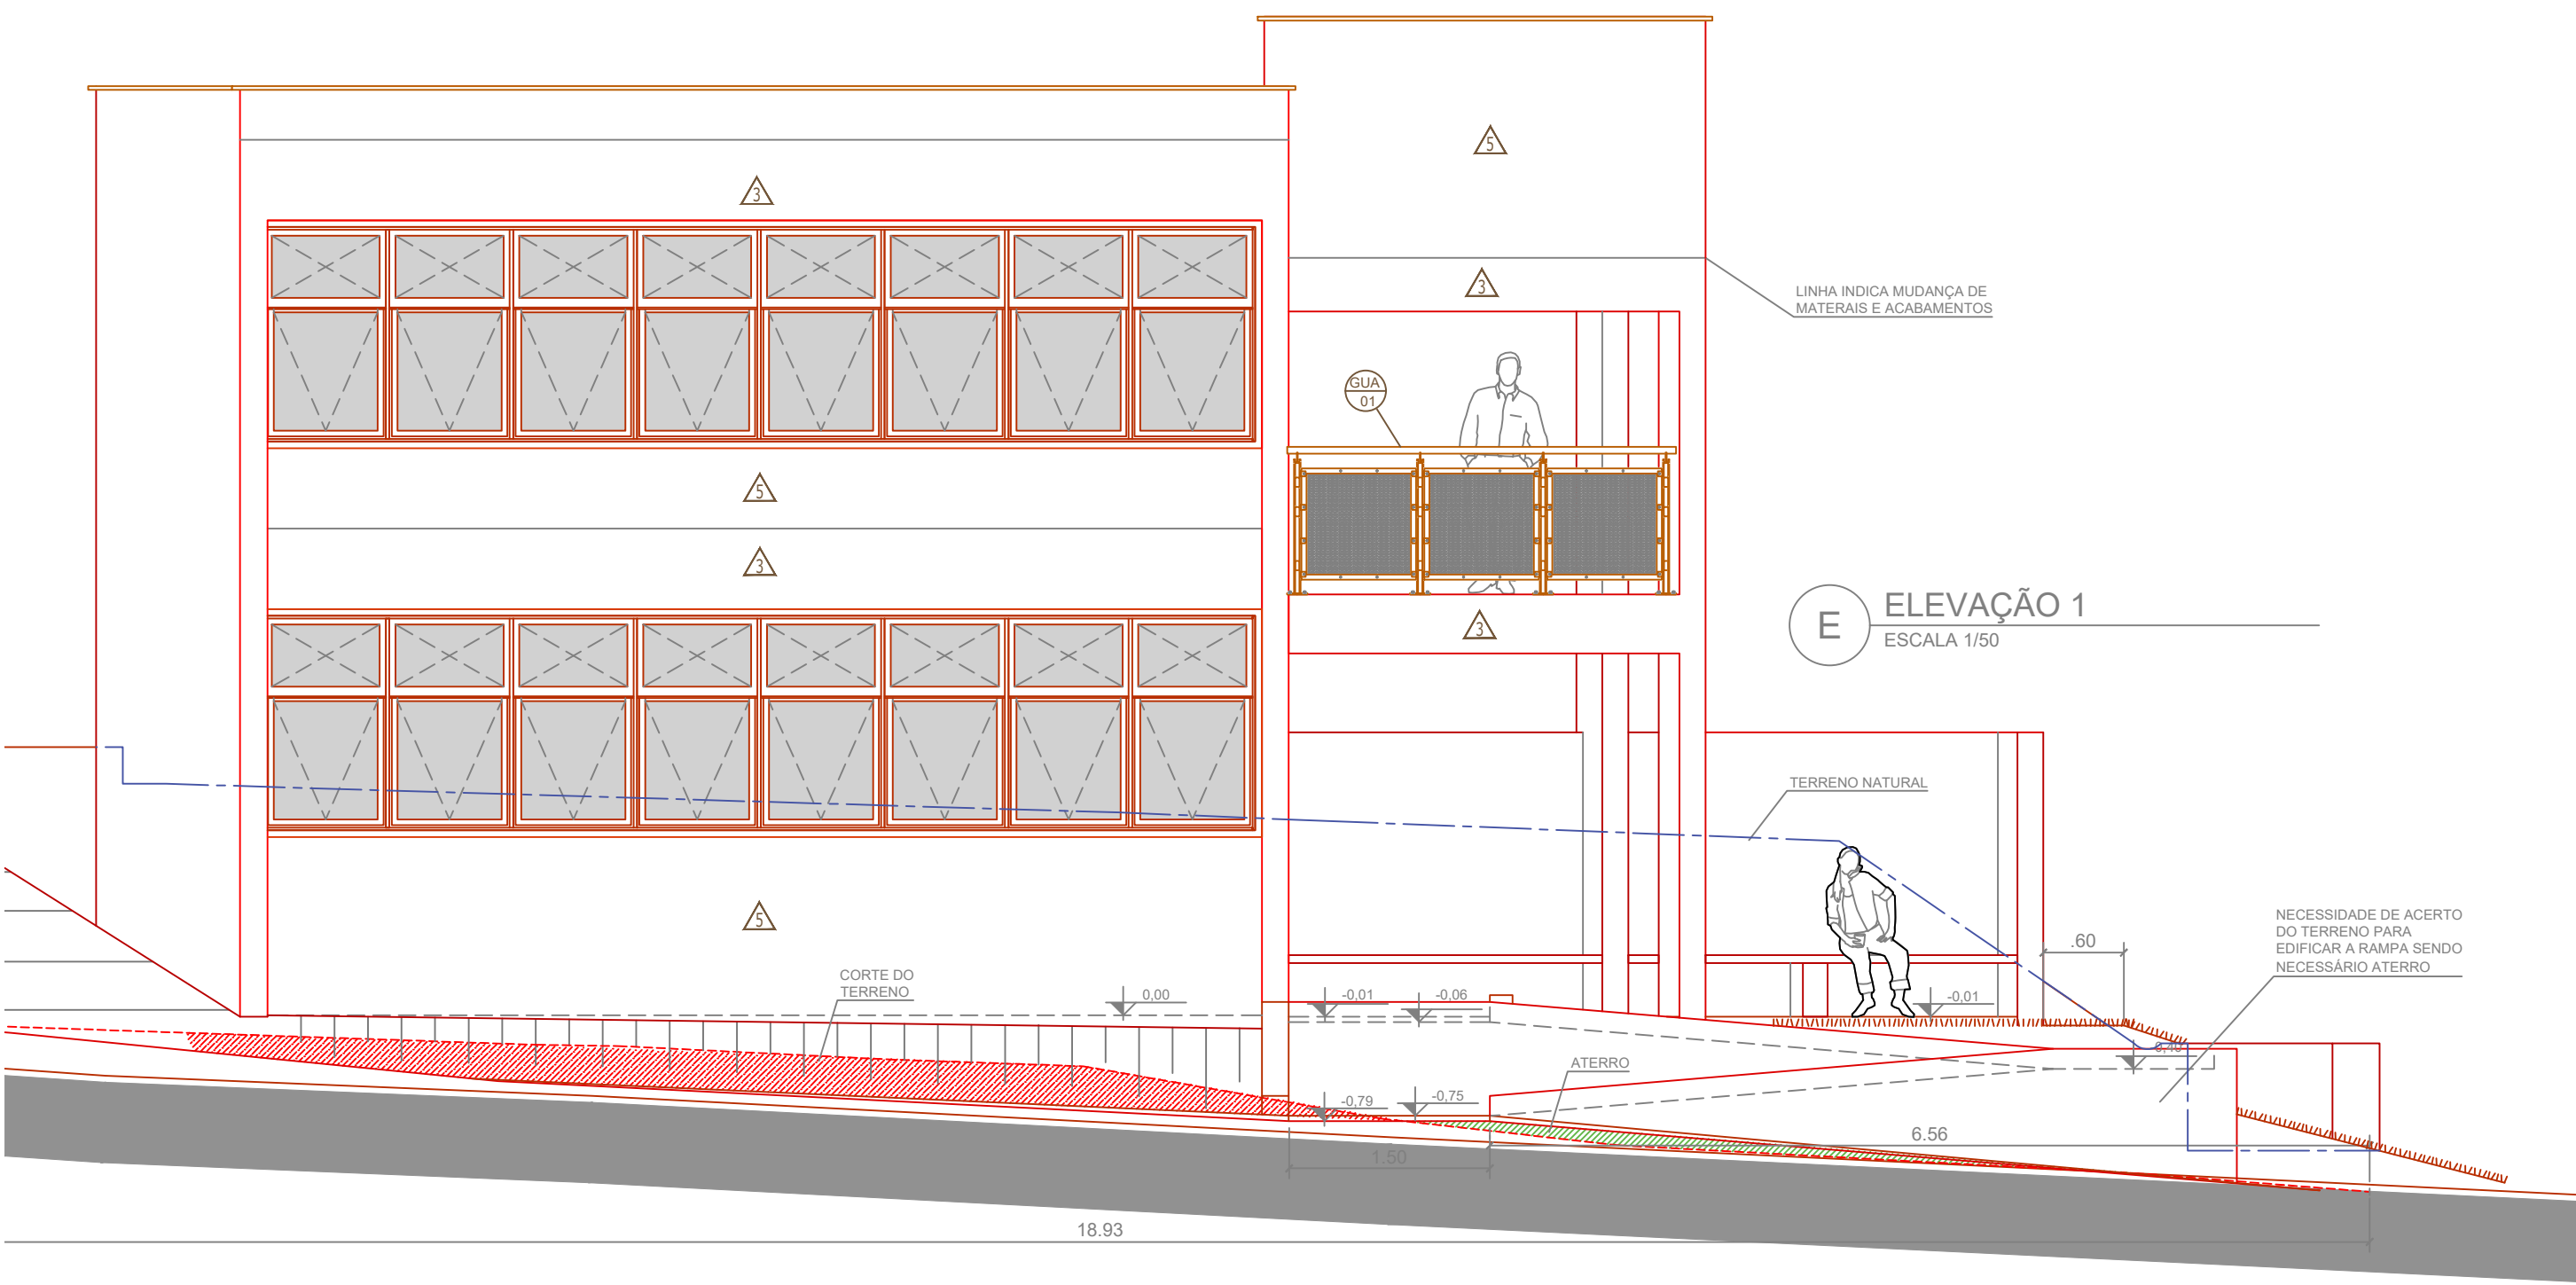 5
3
3
LINHA INDICA MUDANÇA DE
MATERAIS E ACABAMENTOS
GUA
01
5
3
E
ELEVAÇÃO 1
ESCALA 1/50
3
TERRENO NATURAL
5
NECESSIDADE DE ACERTO
DO TERRENO PARA
EDIFICAR A RAMPA SENDO
NECESSÁRIO ATERRO
.60
CORTE DO
TERRENO
0,00
-0,01
-0,06
-0,01
-0,40
ATERRO
-0,79
-0,75
6.56
1.50
18.93